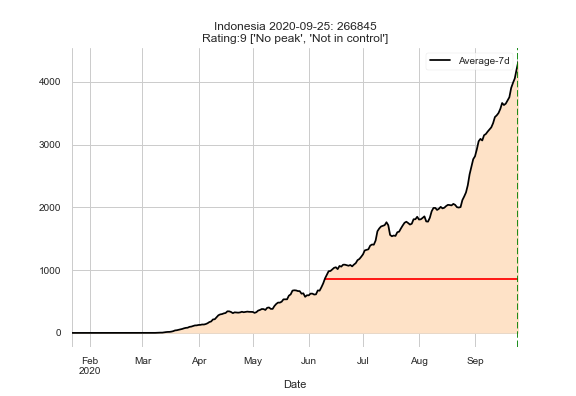 Indonesia 2020-09-25: 266845
Rating:9 ['No peak', 'Not in control']
Average-7d
4000
3000
2000
1000
0
Feb Mar Apr May Jun Jul Aug Sep
2020
Date